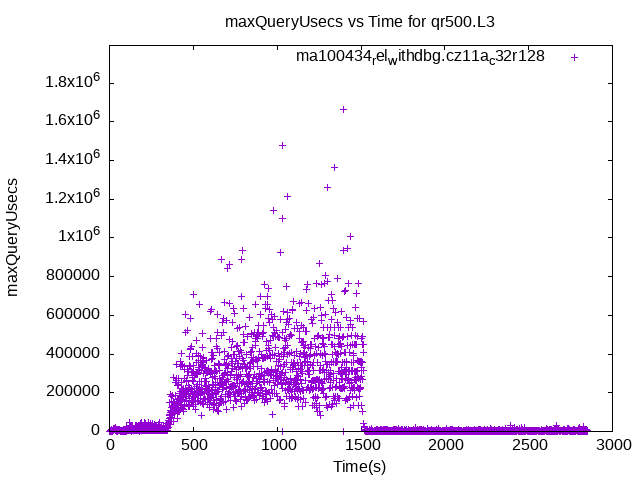 maxQueryUsecs vs Time for qr500.L3
ma100434relwithdbg.cz11ac32r128
1.8x10^6
1.6x10^6
1.4x10^6
1.2x10^6
1x10^6
800000
600000
400000
200000
0
maxQueryUsecs
0 500 1000 1500 2000 2500 3000
Time(s)